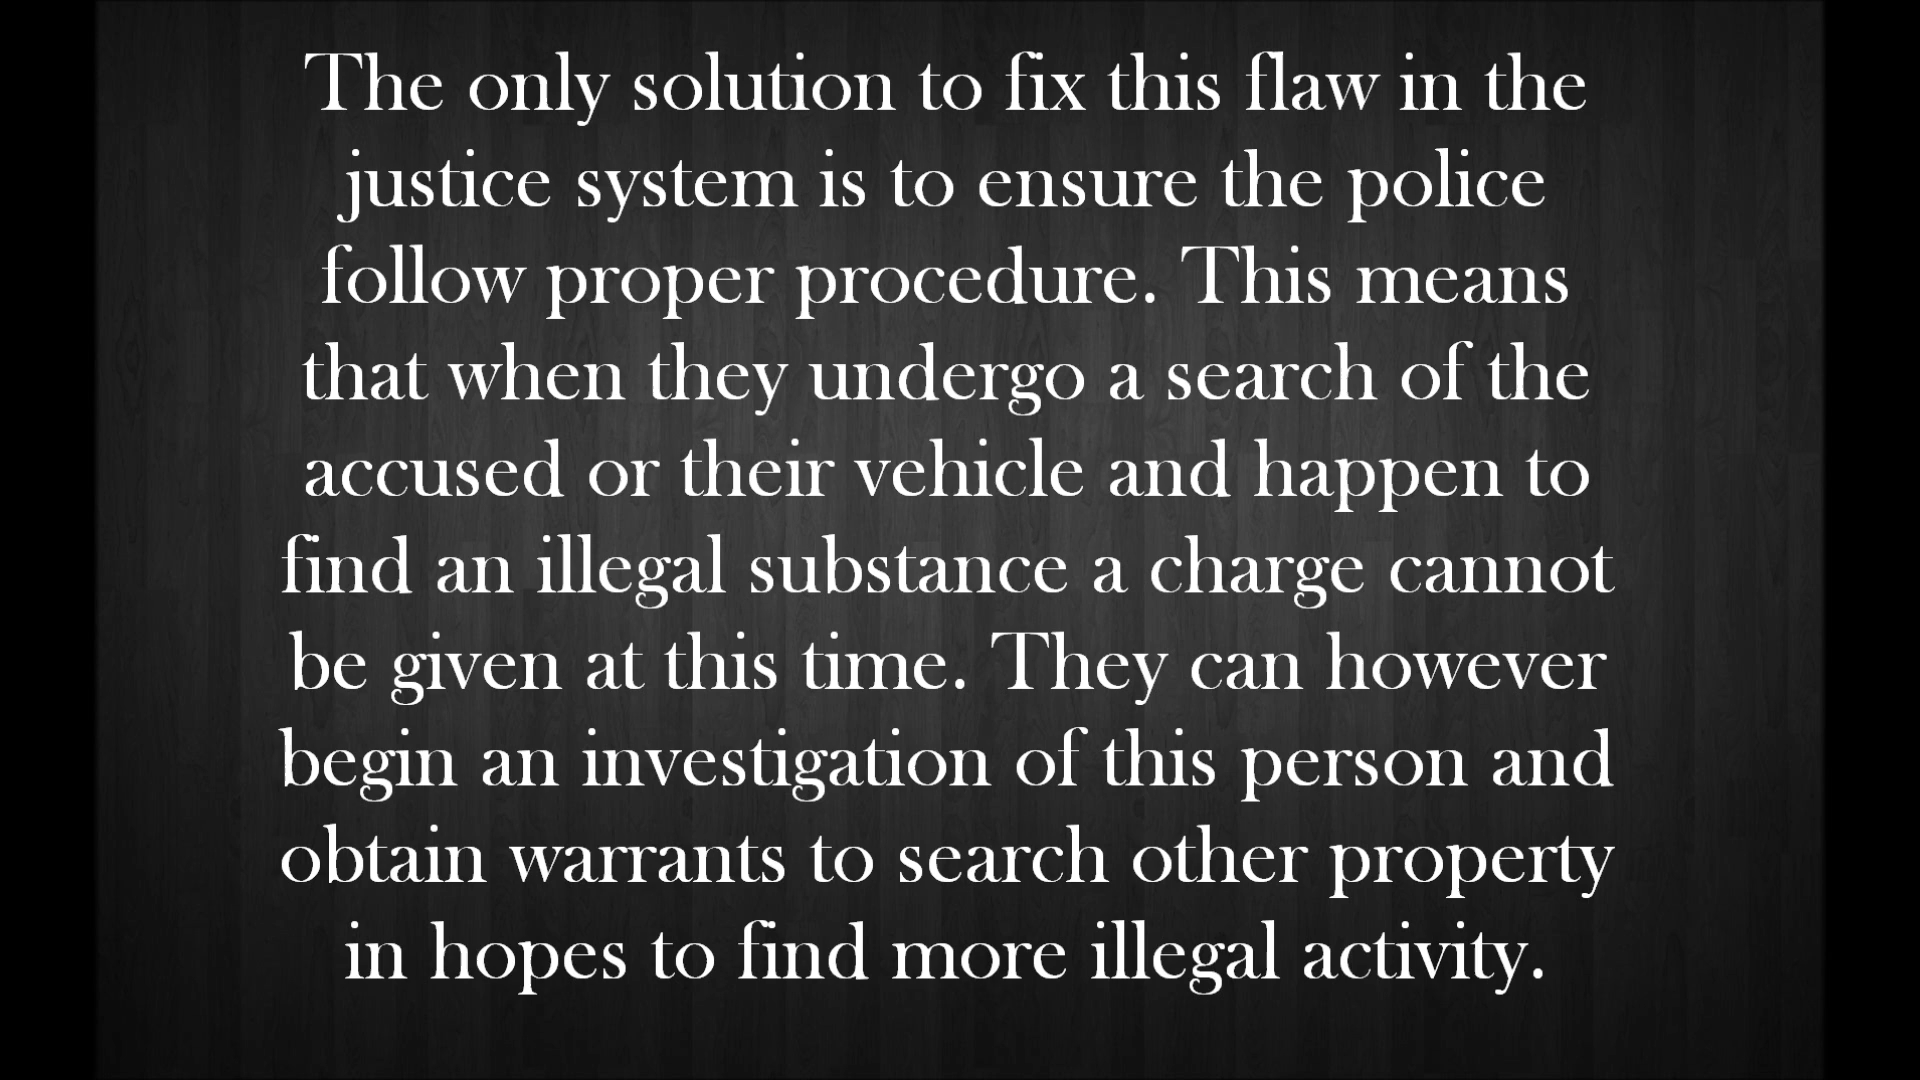 The only solution to fix this flaw in the
justice system is to ensure the police
follow proper procedure. This means
that when they undergo a search of the
accused or their vehicle and happen to
find an illegal substance a charge cannot
be given at this time. They can however
begin an investigation of this person and
obtain warrants to search other property
in hopes to find more illegal activity.